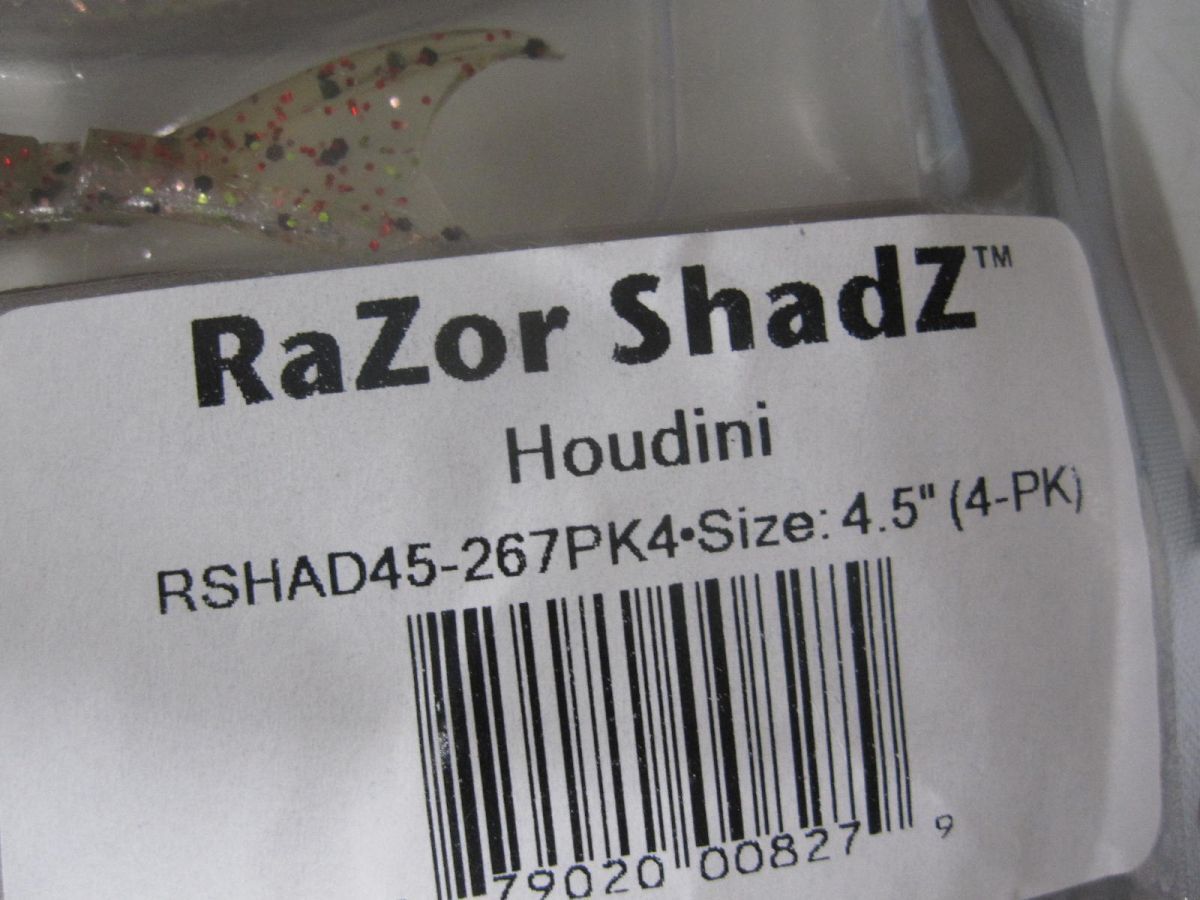 RaZor ShadZ™
Houdini
RSHAD45-267PK4•Size: 4.5" (4-PK)
79020 00827 9